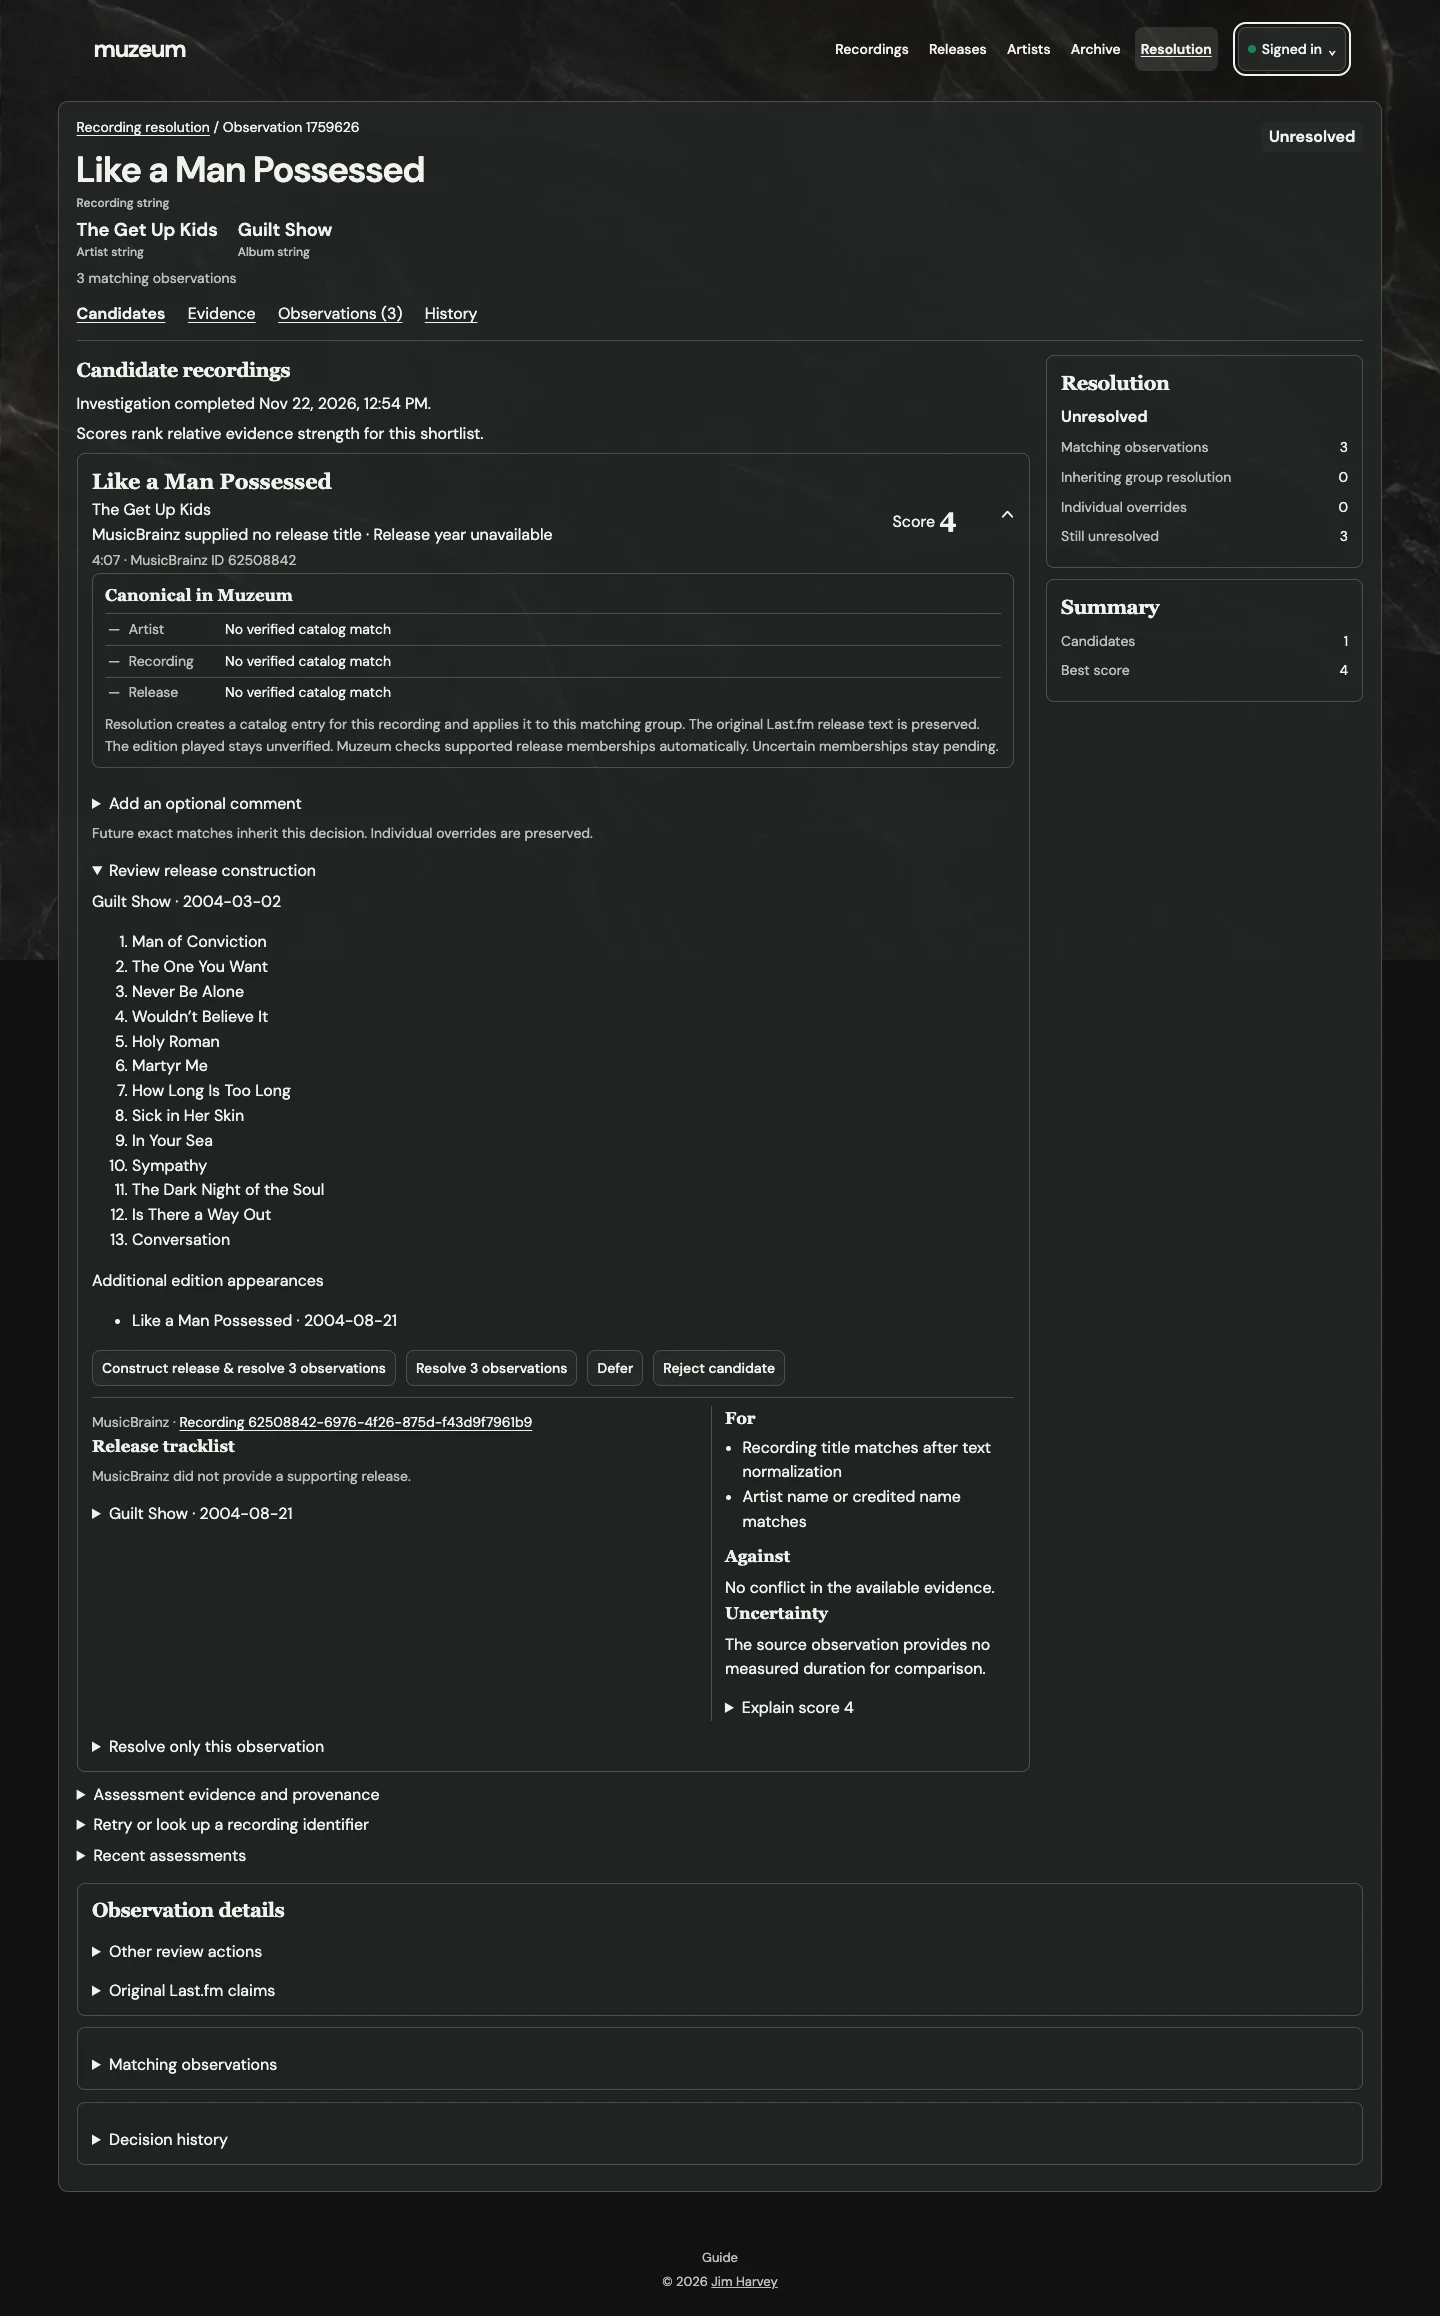 muzeum
Recordings Releases Artists Archive Resolution Signed in
Recording resolution / Observation 1759626
Unresolved
Like a Man Possessed
Recording string
The Get Up Kids Guilt Show
Artist string Album string
3 matching observations
Candidates Evidence Observations (3) History
Candidate recordings
Investigation completed Nov 22, 2026, 12:54 PM.
Scores rank relative evidence strength for this shortlist.
Like a Man Possessed
The Get Up Kids
MusicBrainz supplied no release title · Release year unavailable
4:07 · MusicBrainz ID 62508842
Score 4
Canonical in Muzeum
— Artist No verified catalog match
— Recording No verified catalog match
— Release No verified catalog match
Resolution creates a catalog entry for this recording and applies it to this matching group. The original Last.fm release text is preserved.
The edition played stays unverified. Muzeum checks supported release memberships automatically. Uncertain memberships stay pending.
Add an optional comment
Future exact matches inherit this decision. Individual overrides are preserved.
Review release construction
Guilt Show · 2004-03-02
1. Man of Conviction
2. The One You Want
3. Never Be Alone
4. Wouldn’t Believe It
5. Holy Roman
6. Martyr Me
7. How Long Is Too Long
8. Sick in Her Skin
9. In Your Sea
10. Sympathy
11. The Dark Night of the Soul
12. Is There a Way Out
13. Conversation
Additional edition appearances
• Like a Man Possessed · 2004-08-21
Construct release & resolve 3 observations Resolve 3 observations Defer Reject candidate
MusicBrainz · Recording 62508842-6976-4f26-875d-f43d9f7961b9
Release tracklist
MusicBrainz did not provide a supporting release.
Guilt Show · 2004-08-21
For
• Recording title matches after text
normalization
• Artist name or credited name
matches
Against
No conflict in the available evidence.
Uncertainty
The source observation provides no
measured duration for comparison.
Explain score 4
Resolve only this observation
Resolution
Unresolved
Matching observations 3
Inheriting group resolution 0
Individual overrides 0
Still unresolved 3
Summary
Candidates 1
Best score 4
Assessment evidence and provenance
Retry or look up a recording identifier
Recent assessments
Observation details
Other review actions
Original Last.fm claims
Matching observations
Decision history
Guide
© 2026 Jim Harvey